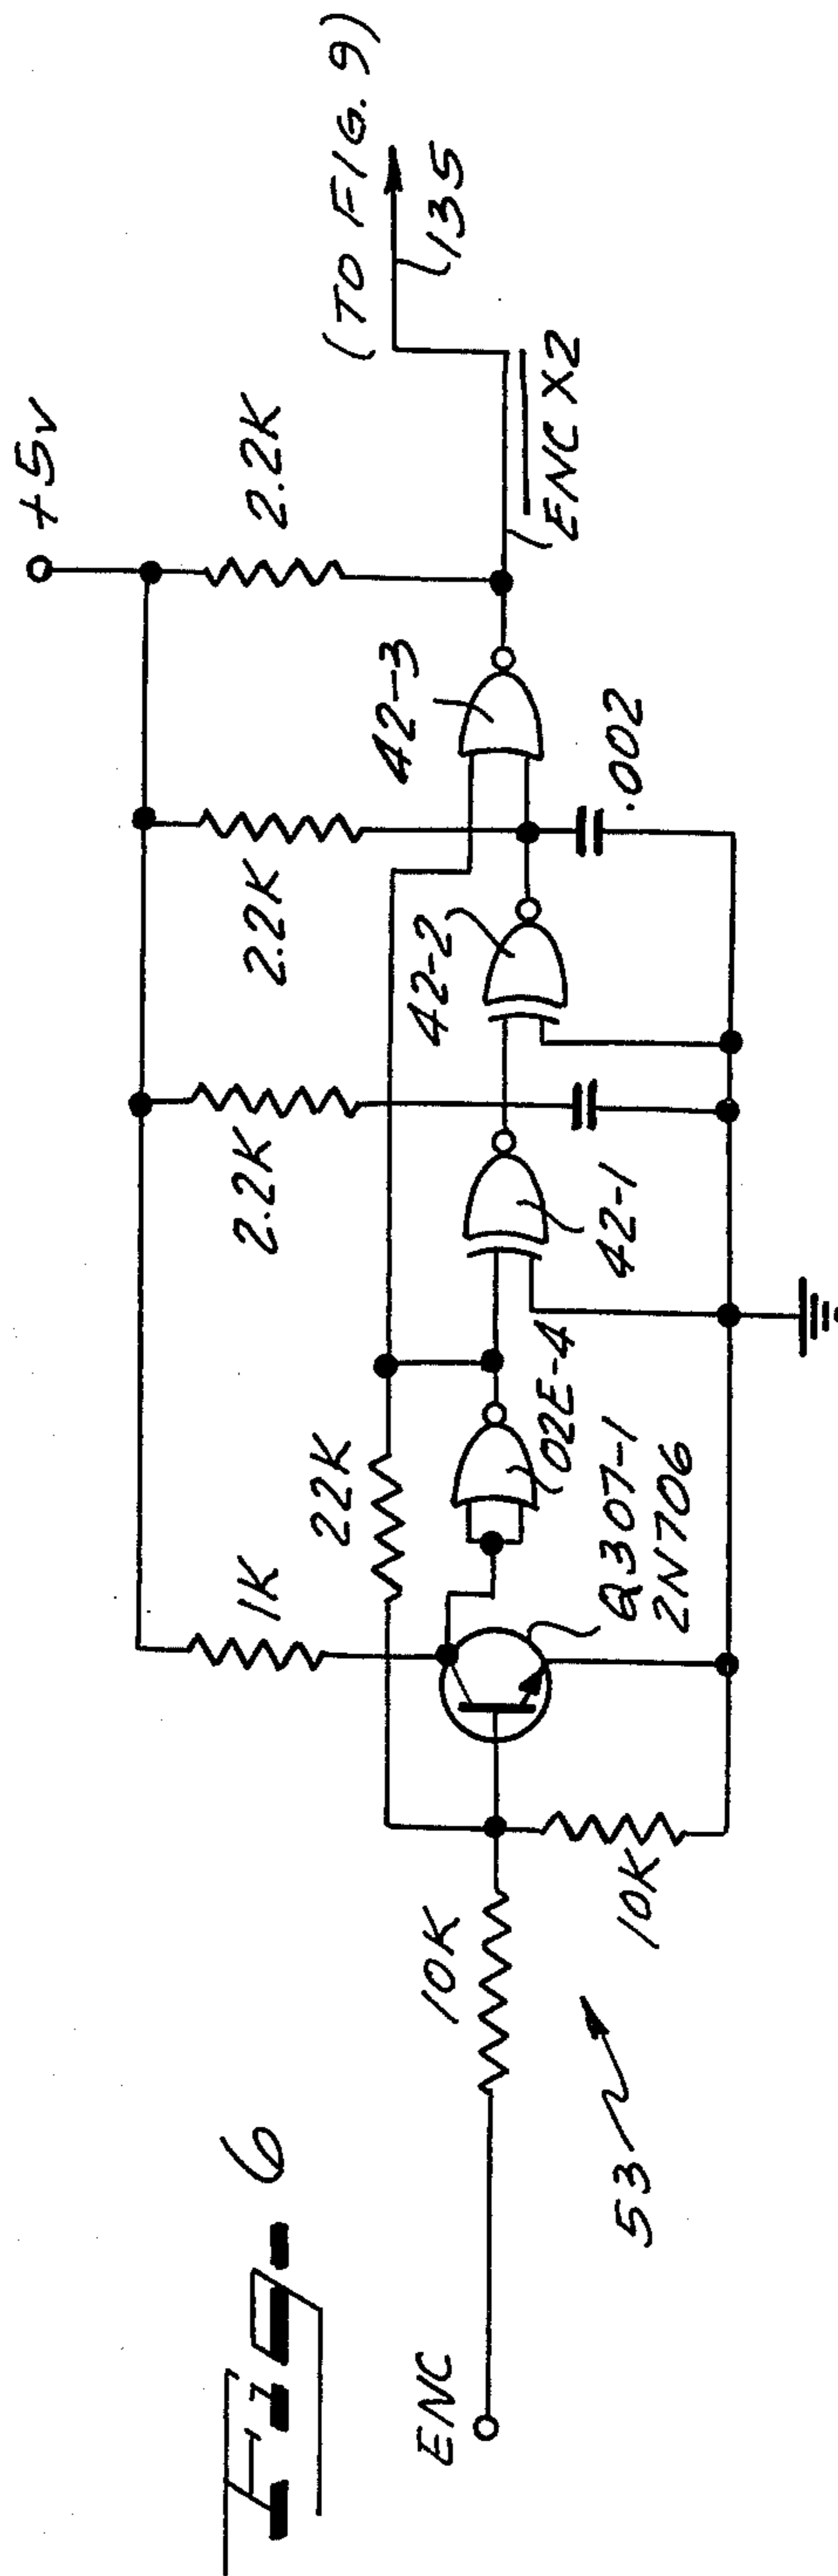 Fig-6
+5V
1K
2.2K
2.2K
2.2K
22K
(TO FIG. 9)
135
ENC X2
42-3
42-2
42-1
.002
02E-4
Q307-1
2N706
ENC
10K
10K
53